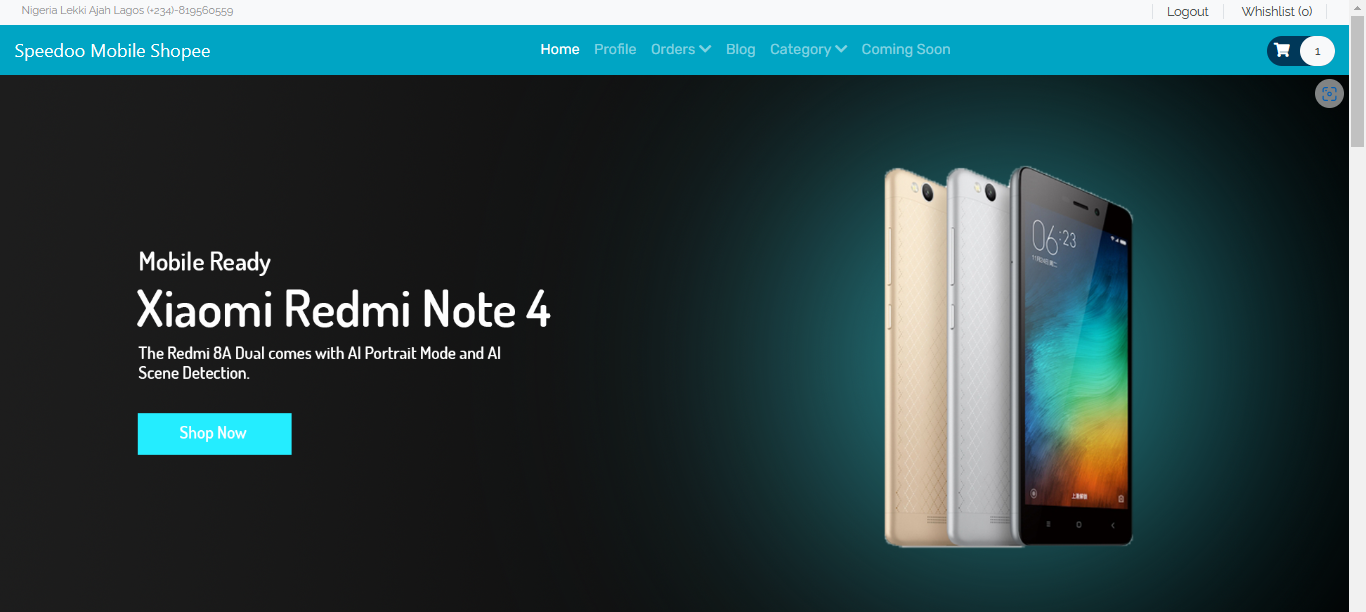 Nigeria Lekki Ajah Lagos (+234)-819560559
Logout
Whishlist (0)
Speedoo Mobile Shopee
Home Profile Orders Blog Category Coming Soon
1
06:23
Mobile Ready
Xiaomi Redmi Note 4
The Redmi 8A Dual comes with AI Portrait Mode and AI
Scene Detection.
Shop Now